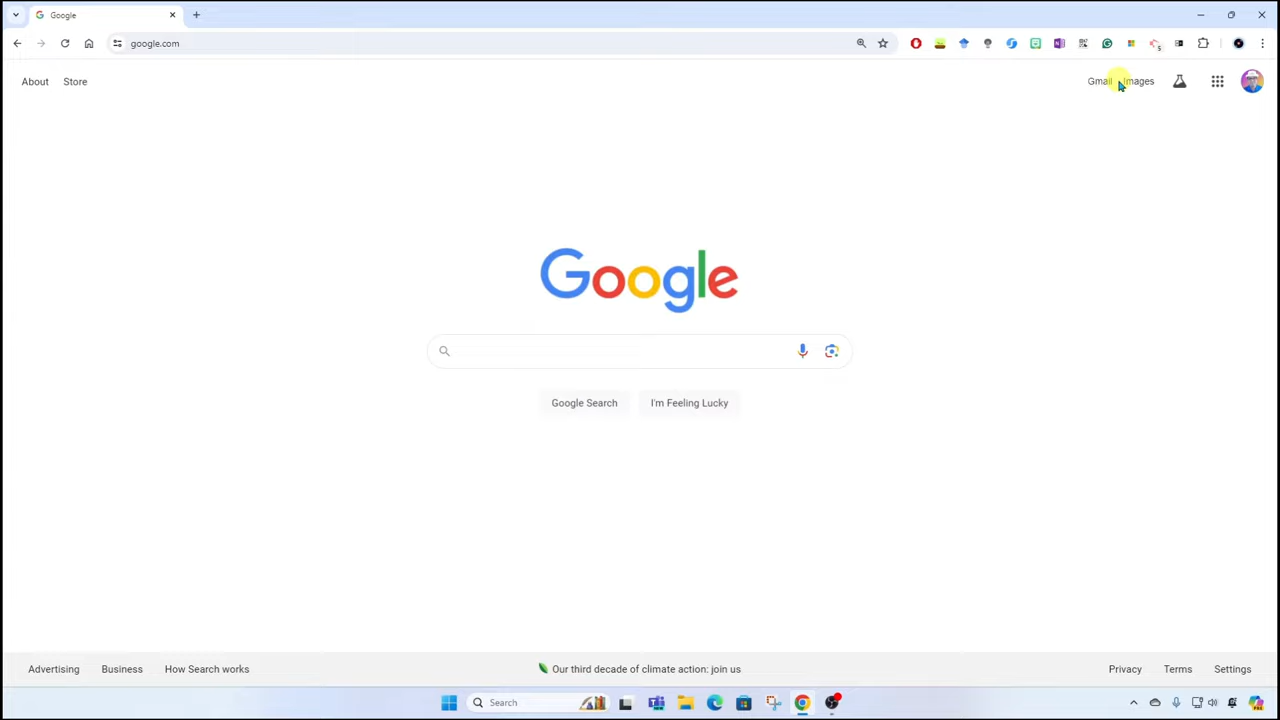 Google
google.com
About Store
Gmail Images
Google
Google Search I'm Feeling Lucky
Advertising Business How Search works
Our third decade of climate action: join us
Privacy Terms Settings
Search